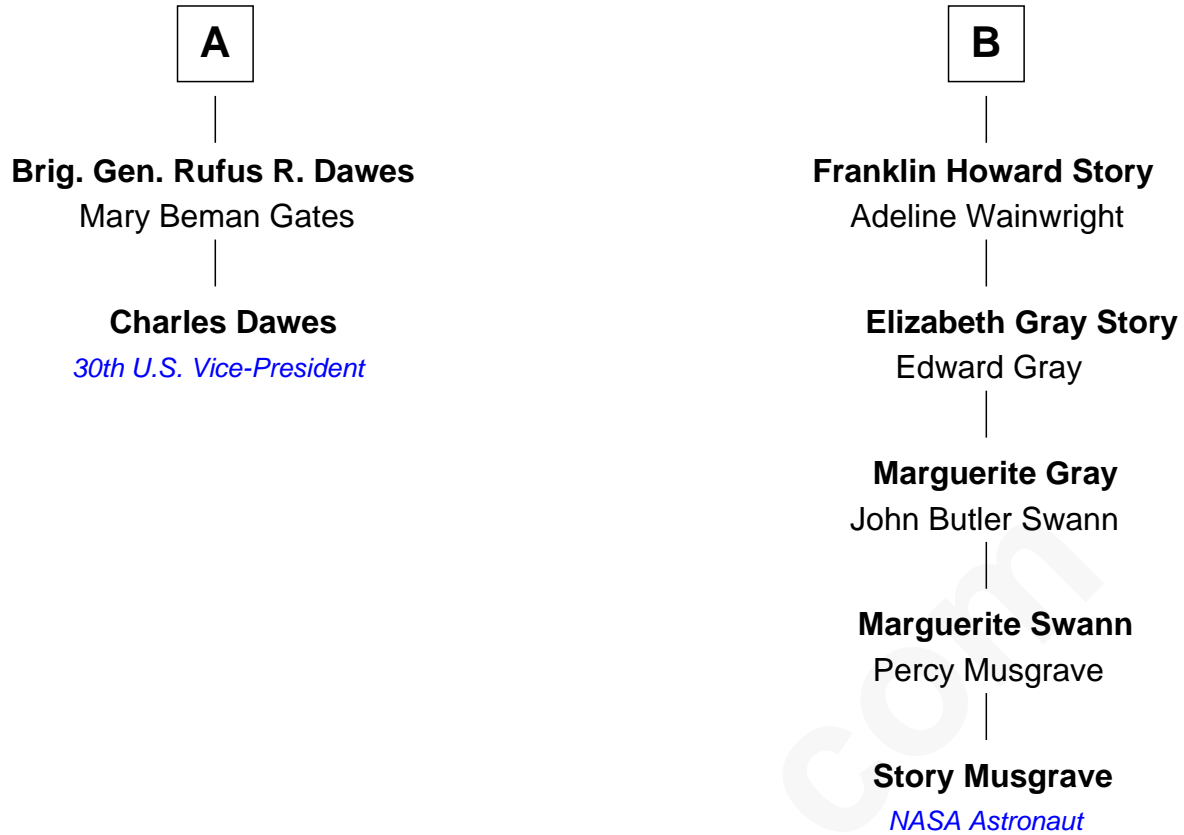 A
Brig. Gen. Rufus R. Dawes
Mary Beman Gates
Charles Dawes
30th U.S. Vice-President
B
Franklin Howard Story
Adeline Wainwright
Elizabeth Gray Story
Edward Gray
Marguerite Gray
John Butler Swann
Marguerite Swann
Percy Musgrave
Story Musgrave
NASA Astronaut
com